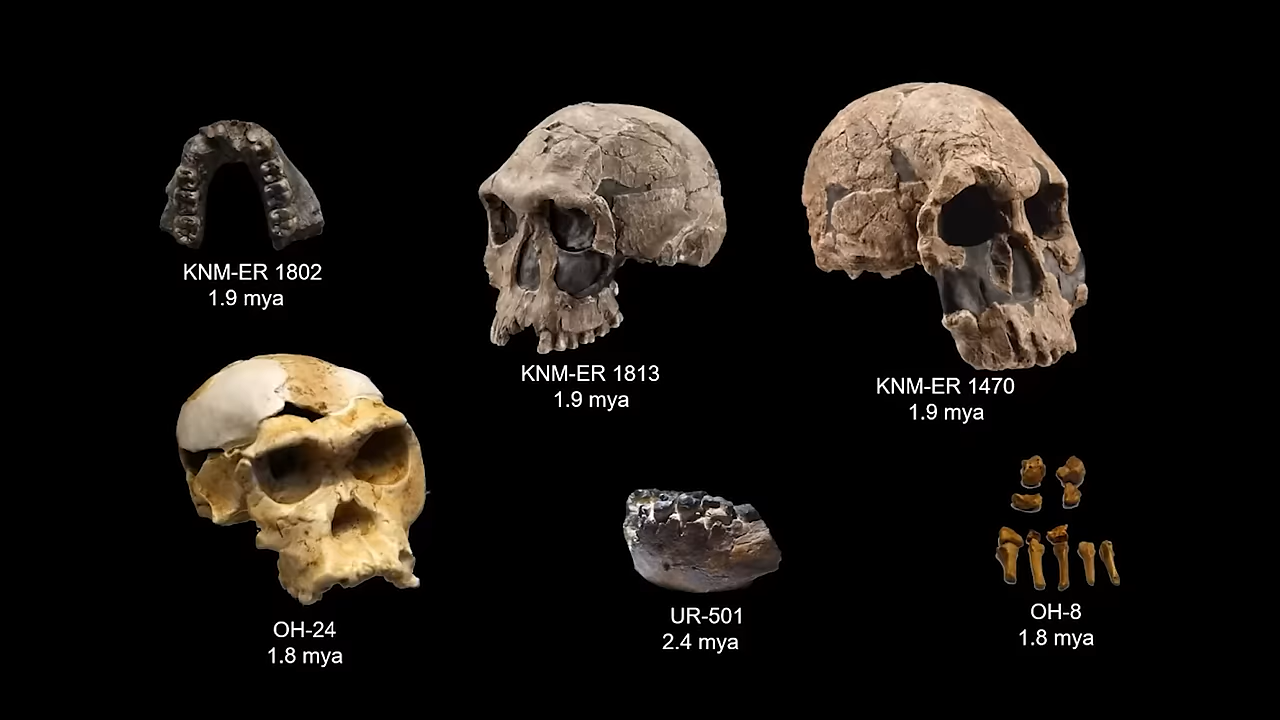 KNM-ER 1802
1.9 mya
KNM-ER 1813
1.9 mya
KNM-ER 1470
1.9 mya
OH-24
1.8 mya
UR-501
2.4 mya
OH-8
1.8 mya